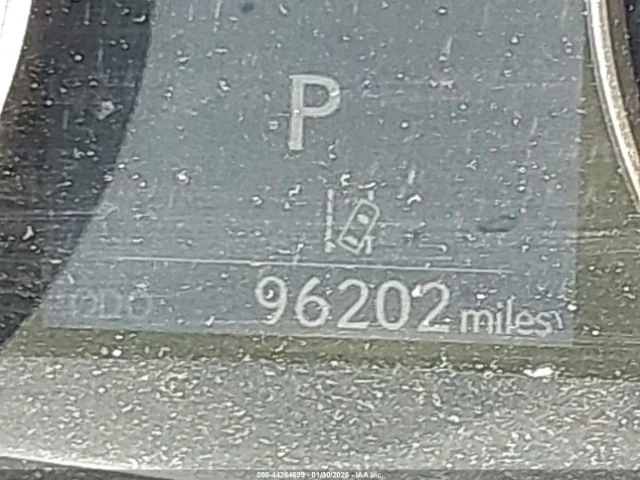 P
ODO 96202 miles
000-44264699 - 01/30/2026 - IAA Inc.